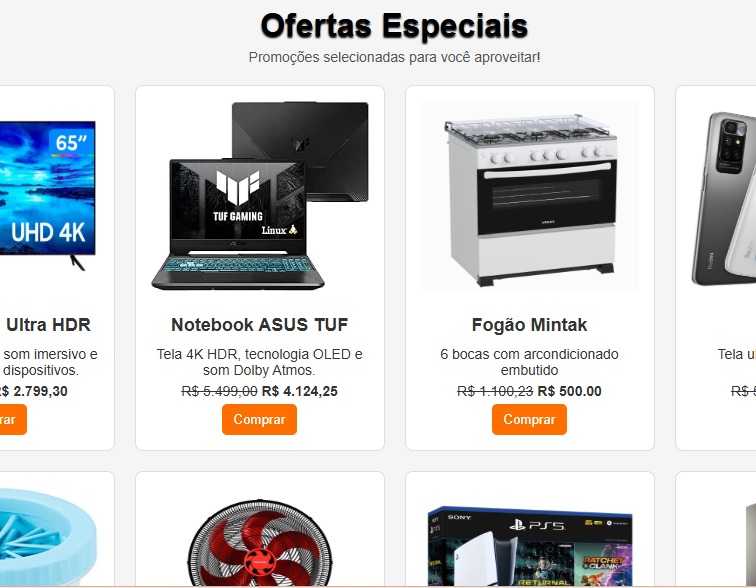 Ofertas Especiais
Promoções selecionadas para você aproveitar!
65"
UHD 4K
TUF GAMING
Linux
Ultra HDR
som imersivo e
dispositivos.
R$ 2.799,30
rar
Notebook ASUS TUF
Tela 4K HDR, tecnologia OLED e
som Dolby Atmos.
R$ 5.499,00 R$ 4.124,25
Comprar
Fogão Mintak
6 bocas com arcondicionado
embutido
R$ 1.100,23 R$ 500.00
Comprar
Tela ul
R$
SONY
PS5
PS5
RETURNAL
RATCHET
CLANK